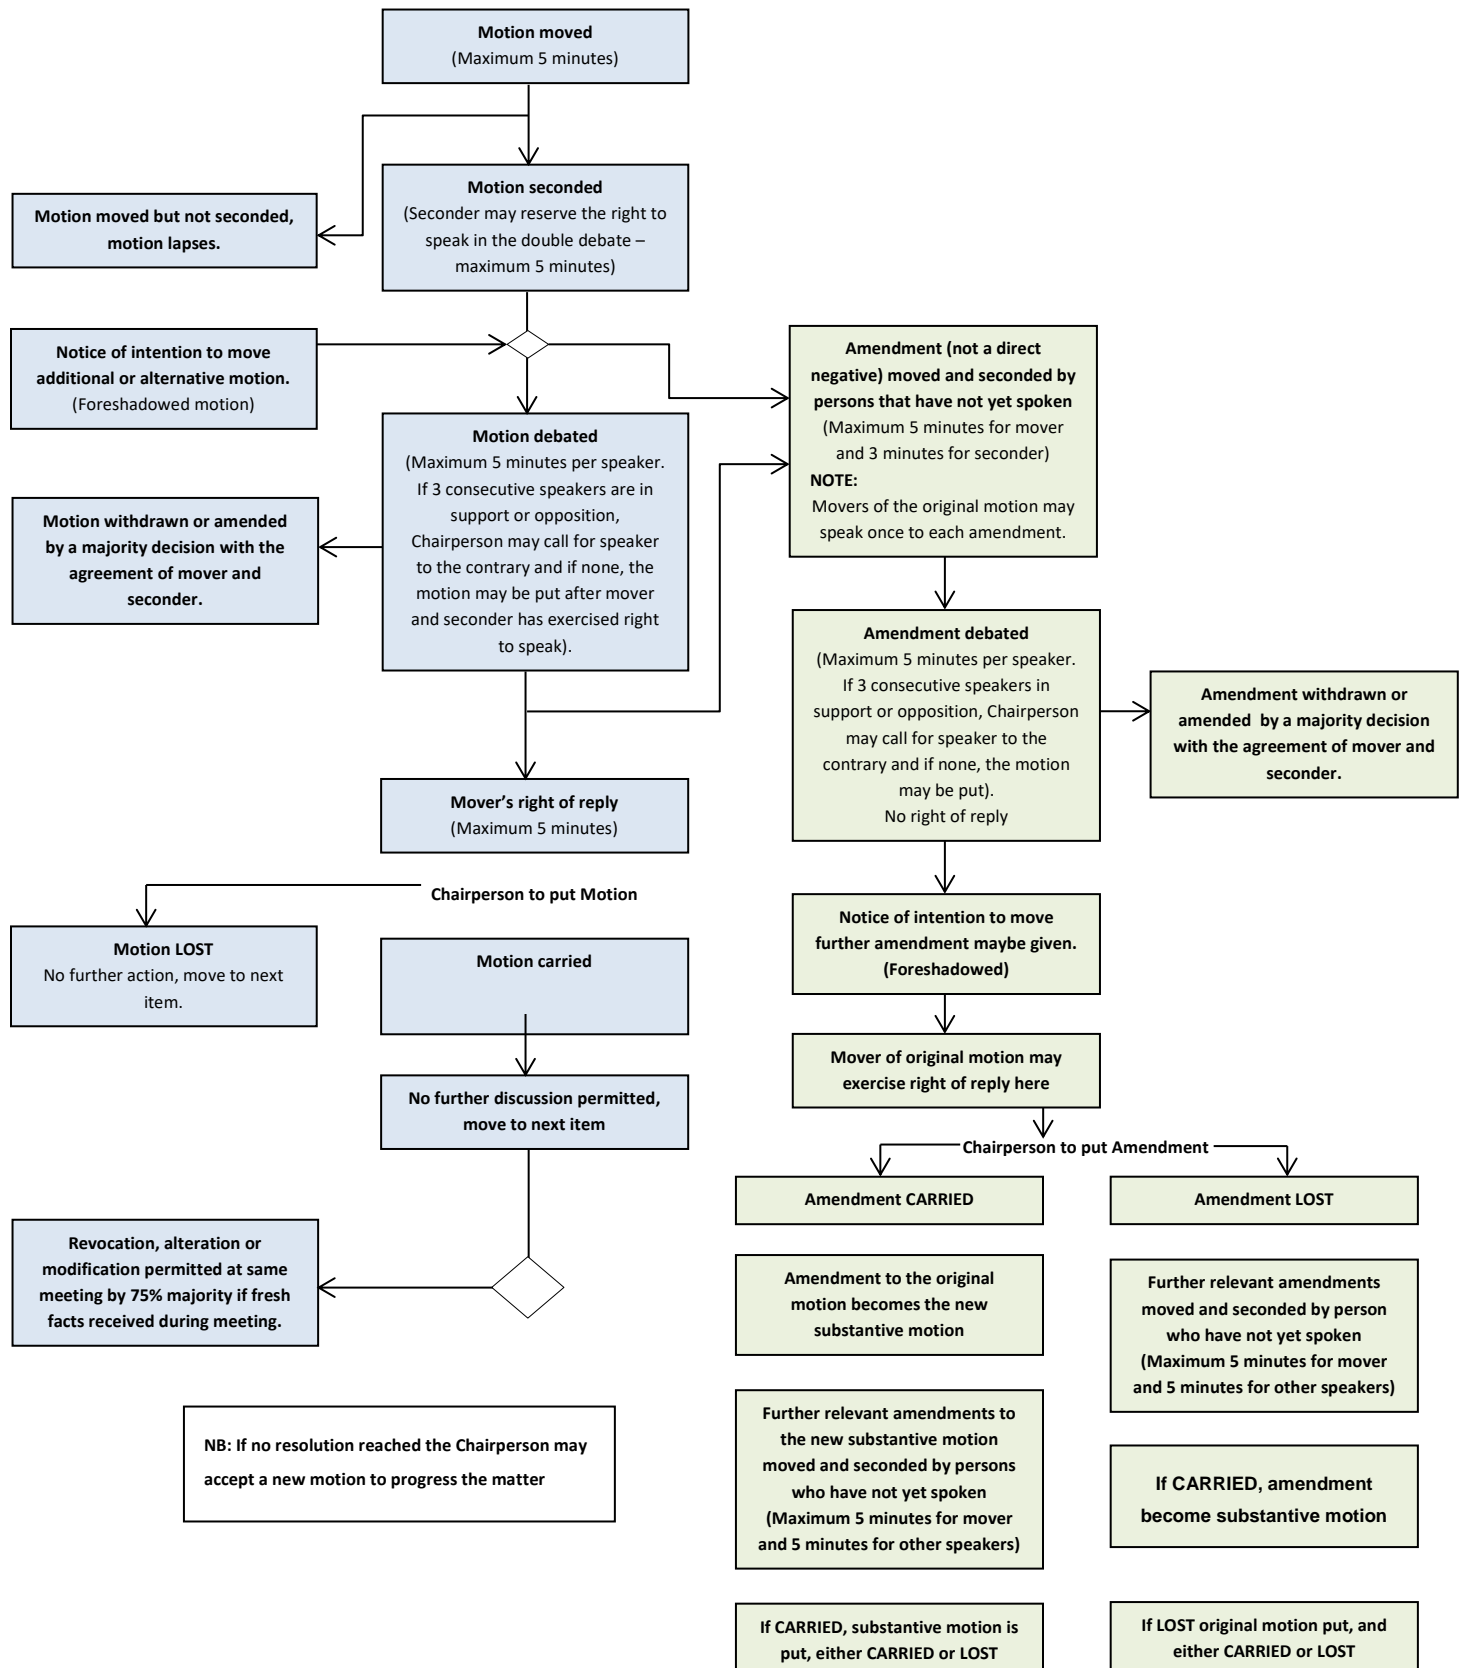 Motion moved
(Maximum 5 minutes)
Motion seconded
(Seconder may reserve the right to
speak in the double debate –
maximum 5 minutes)
Motion moved but not seconded,
motion lapses.
Notice of intention to move
additional or alternative motion.
(Foreshadowed motion)
Motion debated
(Maximum 5 minutes per speaker.
If 3 consecutive speakers are in
support or opposition,
Chairperson may call for speaker
to the contrary and if none, the
motion may be put after mover
and seconder has exercised right
to speak).
Motion withdrawn or amended
by a majority decision with the
agreement of mover and
seconder.
Mover’s right of reply
(Maximum 5 minutes)
Chairperson to put Motion
Motion LOST
No further action, move to next
item.
Motion carried
No further discussion permitted,
move to next item
Revocation, alteration or
modification permitted at same
meeting by 75% majority if fresh
facts received during meeting.
NB: If no resolution reached the Chairperson may
accept a new motion to progress the matter
Amendment (not a direct
negative) moved and seconded by
persons that have not yet spoken
(Maximum 5 minutes for mover
and 3 minutes for seconder)
NOTE:
Movers of the original motion may
speak once to each amendment.
Amendment debated
(Maximum 5 minutes per speaker.
If 3 consecutive speakers in
support or opposition, Chairperson
may call for speaker to the
contrary and if none, the motion
may be put).
No right of reply
Amendment withdrawn or
amended by a majority decision
with the agreement of mover and
seconder.
Notice of intention to move
further amendment maybe given.
(Foreshadowed)
Mover of original motion may
exercise right of reply here
Chairperson to put Amendment
Amendment CARRIED
Amendment to the original
motion becomes the new
substantive motion
Further relevant amendments to
the new substantive motion
moved and seconded by persons
who have not yet spoken
(Maximum 5 minutes for mover
and 5 minutes for other speakers)
If CARRIED, substantive motion is
put, either CARRIED or LOST
Amendment LOST
Further relevant amendments
moved and seconded by person
who have not yet spoken
(Maximum 5 minutes for mover
and 5 minutes for other speakers)
If CARRIED, amendment
become substantive motion
If LOST original motion put, and
either CARRIED or LOST